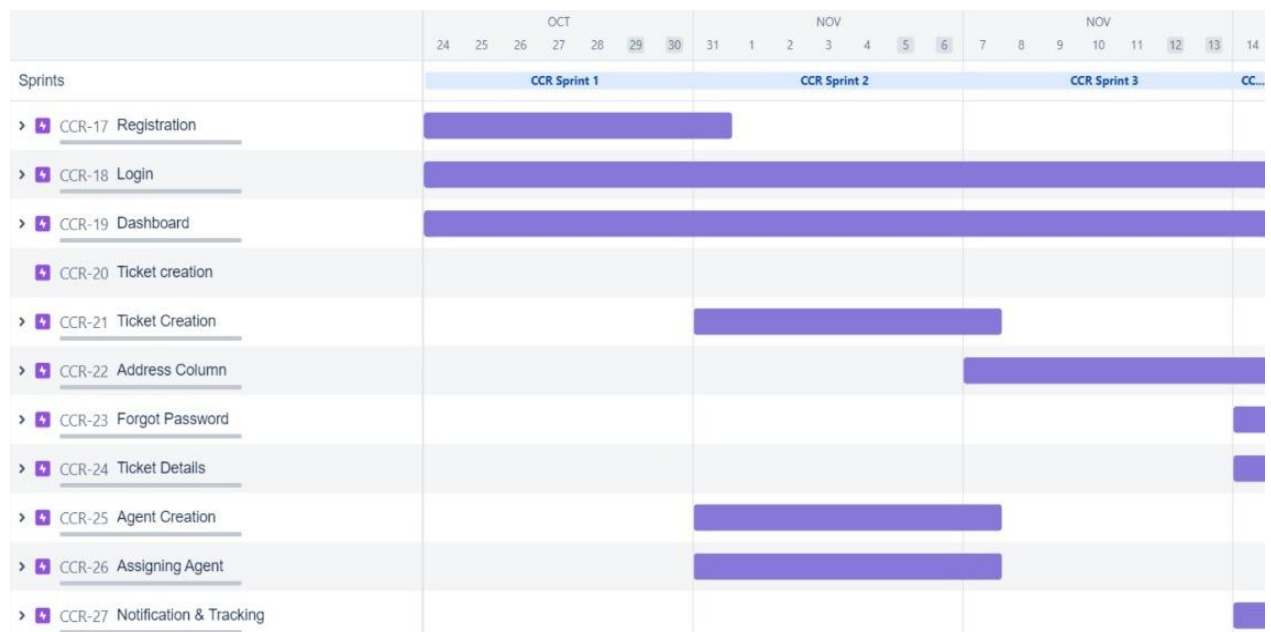 OCT NOV NOV
24 25 26 27 28 29 30 31 1 2 3 4 5 6 7 8 9 10 11 12 13 14
Sprints CCR Sprint 1 CCR Sprint 2 CCR Sprint 3 CC...
CCR-17 Registration
CCR-18 Login
CCR-19 Dashboard
CCR-20 Ticket creation
CCR-21 Ticket Creation
CCR-22 Address Column
CCR-23 Forgot Password
CCR-24 Ticket Details
CCR-25 Agent Creation
CCR-26 Assigning Agent
CCR-27 Notification & Tracking